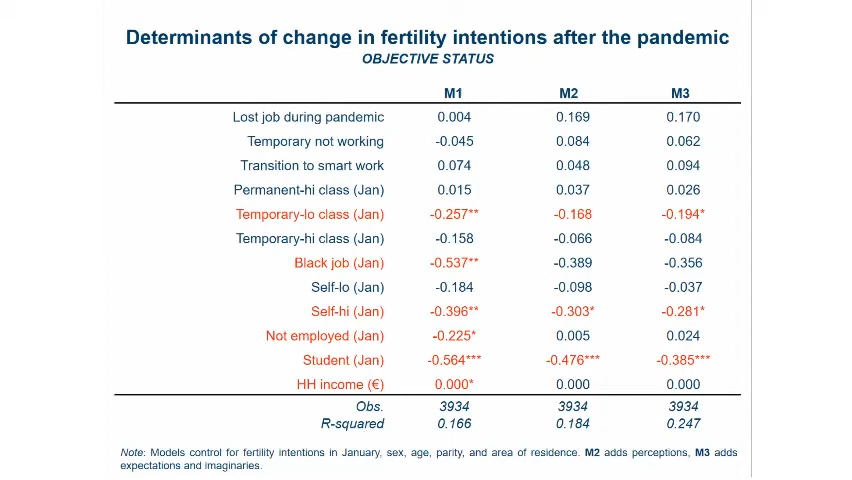 Determinants of change in fertility intentions after the pandemic
OBJECTIVE STATUS
M1 M2 M3
Lost job during pandemic 0.004 0.169 0.170
Temporary not working -0.045 0.084 0.062
Transition to smart work 0.074 0.048 0.094
Permanent-hi class (Jan) 0.015 0.037 0.026
Temporary-lo class (Jan) -0.257** -0.168 -0.194*
Temporary-hi class (Jan) -0.158 -0.066 -0.084
Black job (Jan) -0.537** -0.389 -0.356
Self-lo (Jan) -0.184 -0.098 -0.037
Self-hi (Jan) -0.396** -0.303* -0.281*
Not employed (Jan) -0.225* 0.005 0.024
Student (Jan) -0.564*** -0.476*** -0.385***
HH income (€) 0.000* 0.000 0.000
Obs. 3934 3934 3934
R-squared 0.166 0.184 0.247
Note: Models control for fertility intentions in January, sex, age, parity, and area of residence. M2 adds perceptions, M3 adds
expectations and imaginaries.